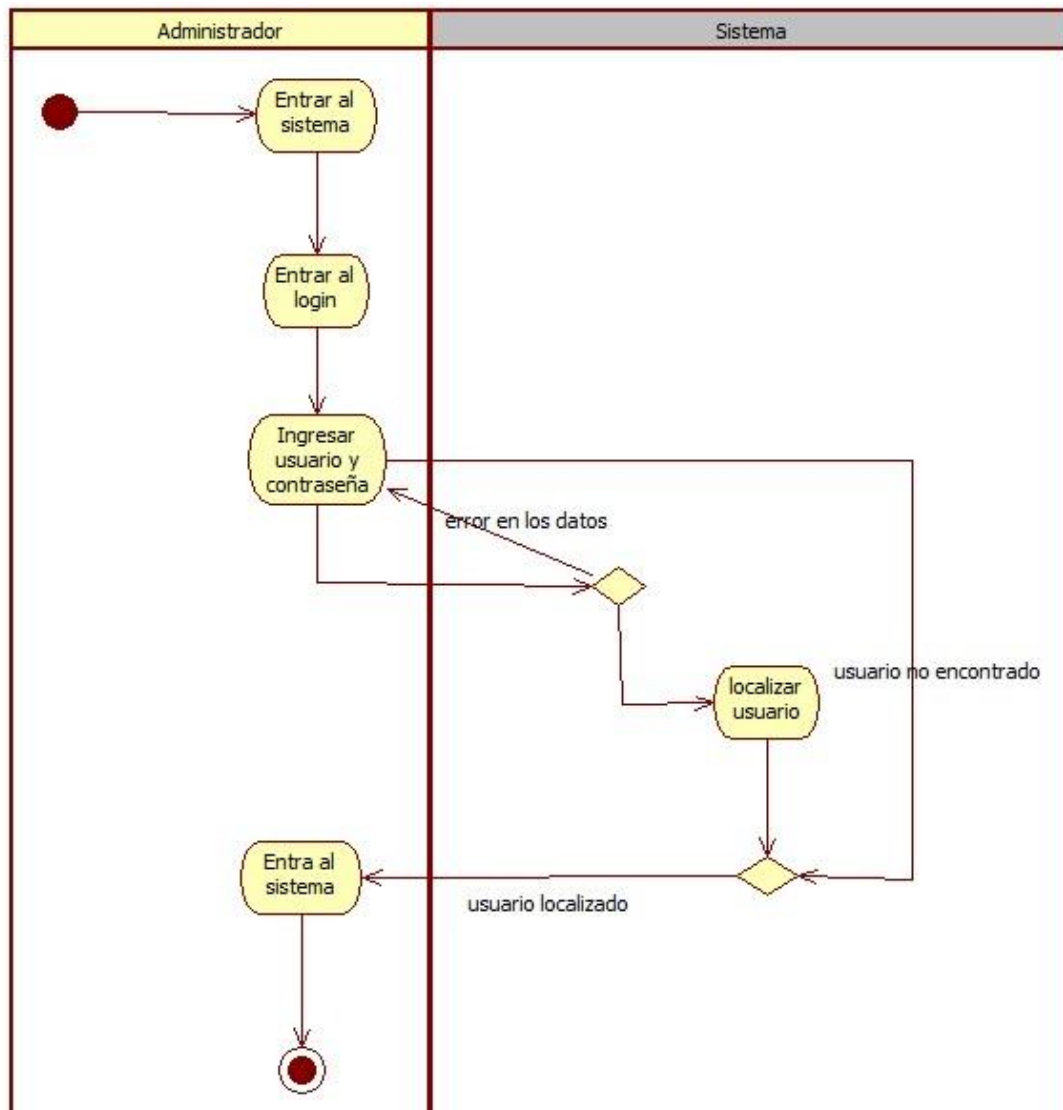 Administrador
Sistema
Entrar al
sistema
Entrar al
login
Ingresar
usuario y
contraseña
error en los datos
localizar
usuario
usuario no encontrado
Entra al
sistema
usuario localizado